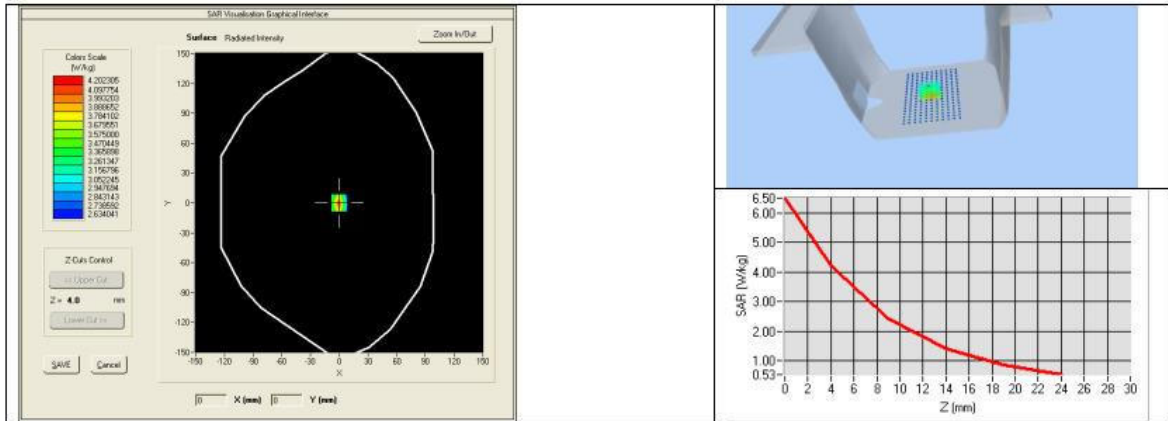 SAR Visualisation Graphical Interface
Surface Radiated Intensity
Zoom In/Out
Colors Scale
(W/kg)
4.202305
4.097754
3.993203
3.888652
3.784102
3.679551
3.575000
3.470449
3.365898
3.261347
3.156796
3.052245
2.947694
2.843143
2.738592
2.634041
Z-Cuts Control
<< Upper Cut
Z = 4.0 mm
Lower Cut >>
SAVE Cancel
150
120
90
60
30
0
-30
-60
-90
-120
-150
Y
-150 -120 -90 -60 -30 0 30 60 90 120 150
X
0 X (mm) 0 Y (mm)
6.50
6.00
5.00
4.00
3.00
2.00
1.00
0.53
SAR (W/kg)
0 2 4 6 8 10 12 14 16 18 20 22 24 26 28 30
Z (mm)